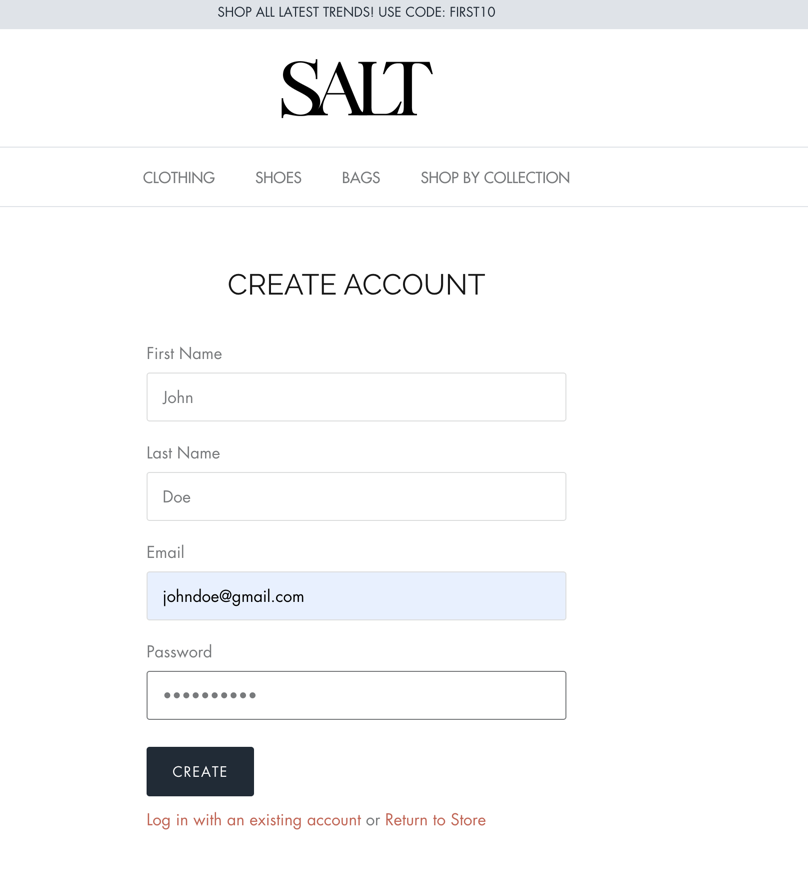 SHOP ALL LATEST TRENDS! USE CODE: FIRST10
SALT
CLOTHING SHOES BAGS SHOP BY COLLECTION
CREATE ACCOUNT
First Name
John
Last Name
Doe
Email
johndoe@gmail.com
Password
••••••••••
CREATE
Log in with an existing account or Return to Store